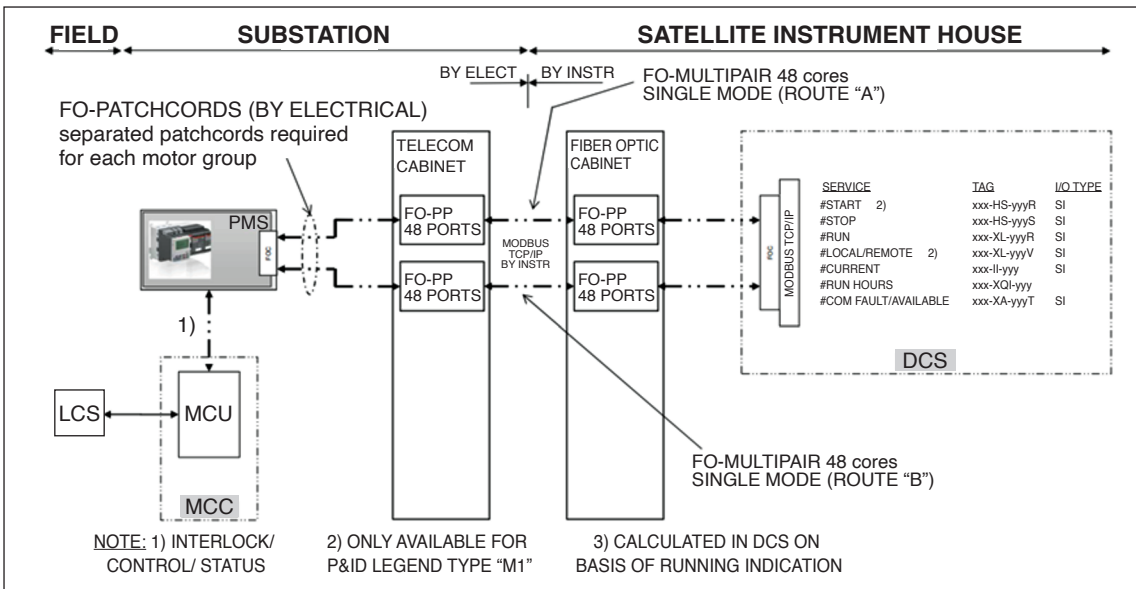 FIELD SUBSTATION SATELLITE INSTRUMENT HOUSE
BY ELECT BY INSTR
FO-MULTIPAIR 48 cores
SINGLE MODE (ROUTE “A”)
FO-PATCHCORDS (BY ELECTRICAL)
separated patchcords required
for each motor group
TELECOM
CABINET
FIBER OPTIC
CABINET
PMS
FOC
FO-PP
48 PORTS
FO-PP
48 PORTS
MODBUS
TCP/IP
BY INSTR
FO-PP
48 PORTS
FO-PP
48 PORTS
FOC
MODBUS TCP/IP
SERVICE TAG I/O TYPE
#START 2) xxx-HS-yyyR SI
#STOP xxx-HS-yyyS SI
#RUN xxx-XL-yyyR SI
#LOCAL/REMOTE 2) xxx-XL-yyyV SI
#CURRENT xxx-II-yyy SI
#RUN HOURS xxx-XQI-yyy
#COM FAULT/AVAILABLE xxx-XA-yyyT SI
DCS
1)
LCS
MCU
MCC
FO-MULTIPAIR 48 cores
SINGLE MODE (ROUTE “B”)
NOTE: 1) INTERLOCK/
CONTROL/ STATUS
2) ONLY AVAILABLE FOR
P&ID LEGEND TYPE “M1”
3) CALCULATED IN DCS ON
BASIS OF RUNNING INDICATION